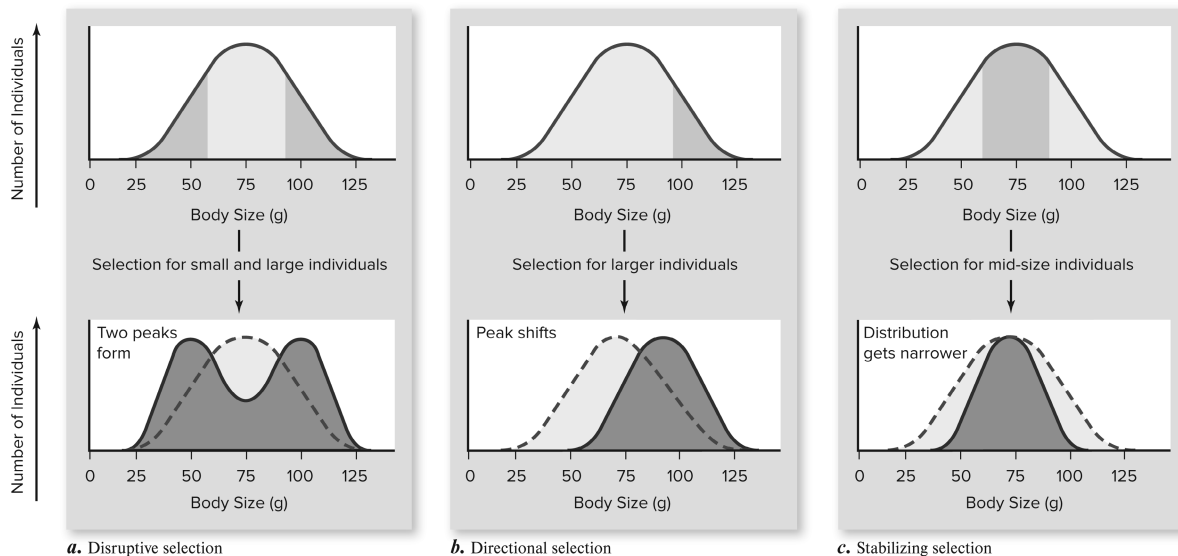 Number of Individuals
0 25 50 75 100 125
Body Size (g)
Selection for small and large individuals
Number of Individuals
Two peaks
form
0 25 50 75 100 125
Body Size (g)
a. Disruptive selection
0 25 50 75 100 125
Body Size (g)
Selection for larger individuals
Peak shifts
0 25 50 75 100 125
Body Size (g)
b. Directional selection
0 25 50 75 100 125
Body Size (g)
Selection for mid-size individuals
Distribution
gets narrower
0 25 50 75 100 125
Body Size (g)
c. Stabilizing selection